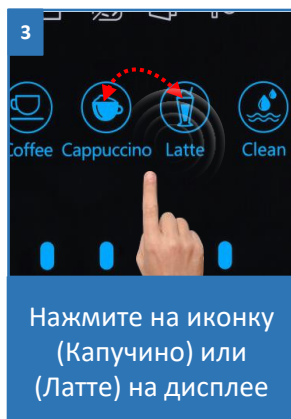 3
Coffee Cappuccino Latte Clean
Нажмите на иконку
(Капучино) или
(Латте) на дисплее